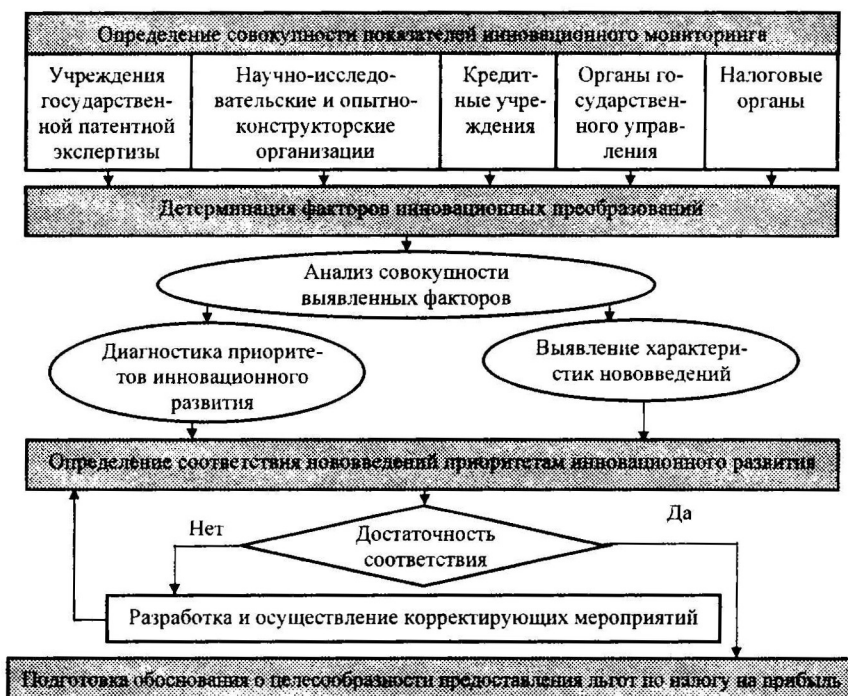 Определение совокупности показателей инновационного мониторинга
Учреждения
государствен-
ной патентной
экспертизы
Научно-исследо-
вательские и опытно-
конструкторские
организации
Кредит-
ные учре-
ждения
Органы го-
сударствен-
ного управ-
ления
Налоговые
органы
Детерминация факторов инновационных преобразований
Анализ совокупности
выявленных факторов
Диагностика приорите-
тов инновационного
развития
Выявление характери-
стик нововведений
Определение соответствия нововведений приоритетам инновационного развития
Нет
Достаточность
соответствия
Да
Разработка и осуществление корректирующих мероприятий
Подготовка обоснования о целесообразности предоставления льгот по налогу на прибыль